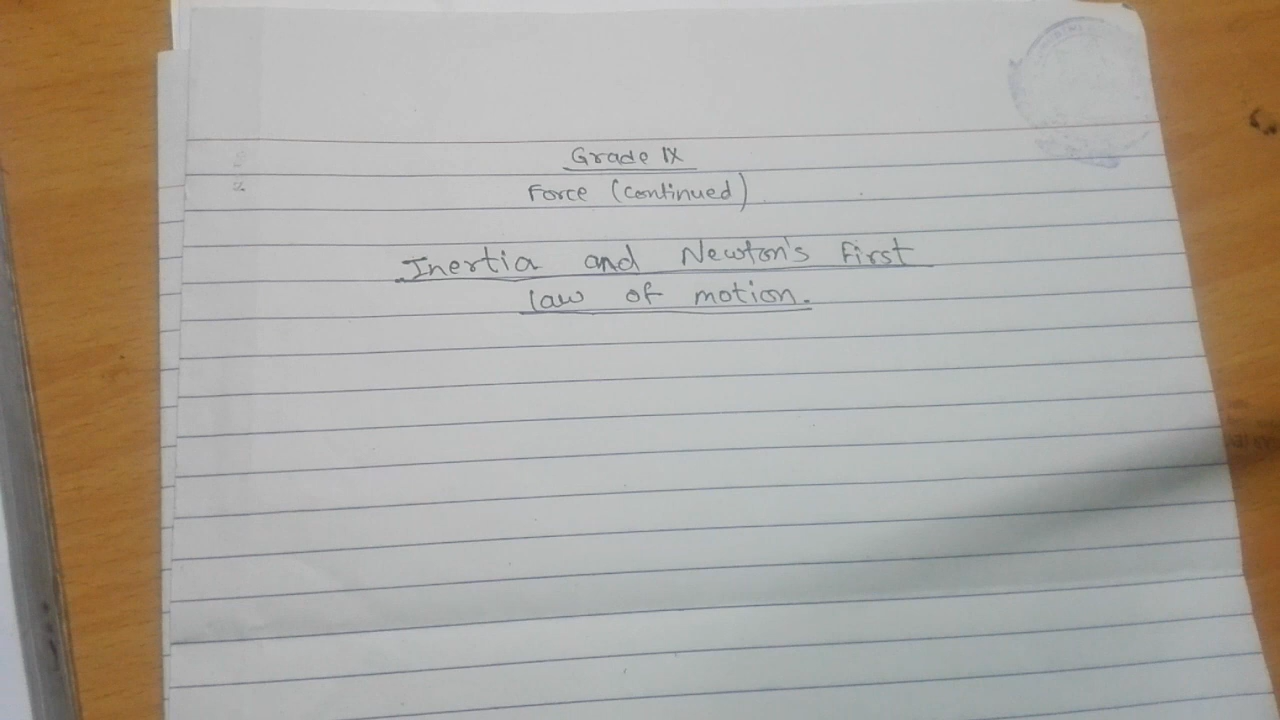 Grade IX
Force (continued)
Inertia and Newton's first
law of motion.